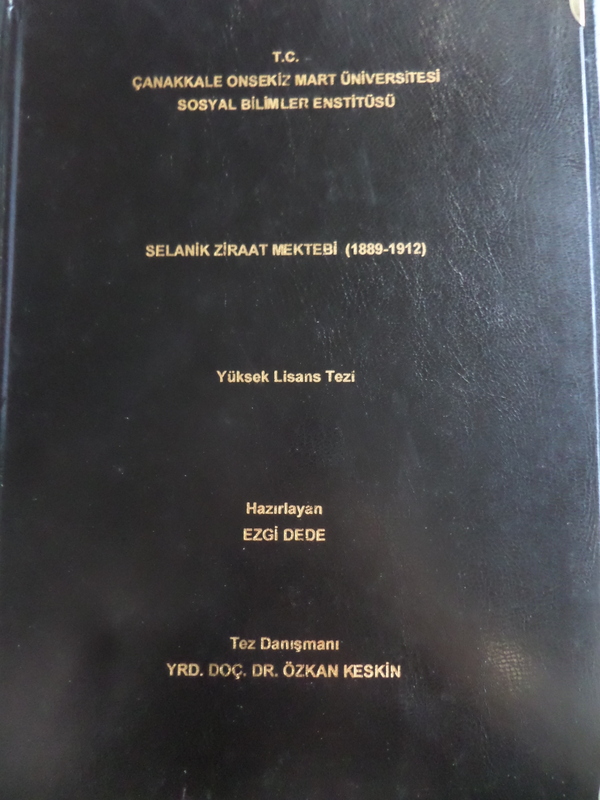 T.C.
ÇANAKKALE ONSEKİZ MART ÜNİVERSİTESİ
SOSYAL BİLİMLER ENSTİTÜSÜ
SELANİK ZİRAAT MEKTEBİ (1889-1912)
Yüksek Lisans Tezi
Hazırlayan
EZGİ DEDE
Tez Danışmanı
YRD. DOÇ. DR. ÖZKAN KESKİN